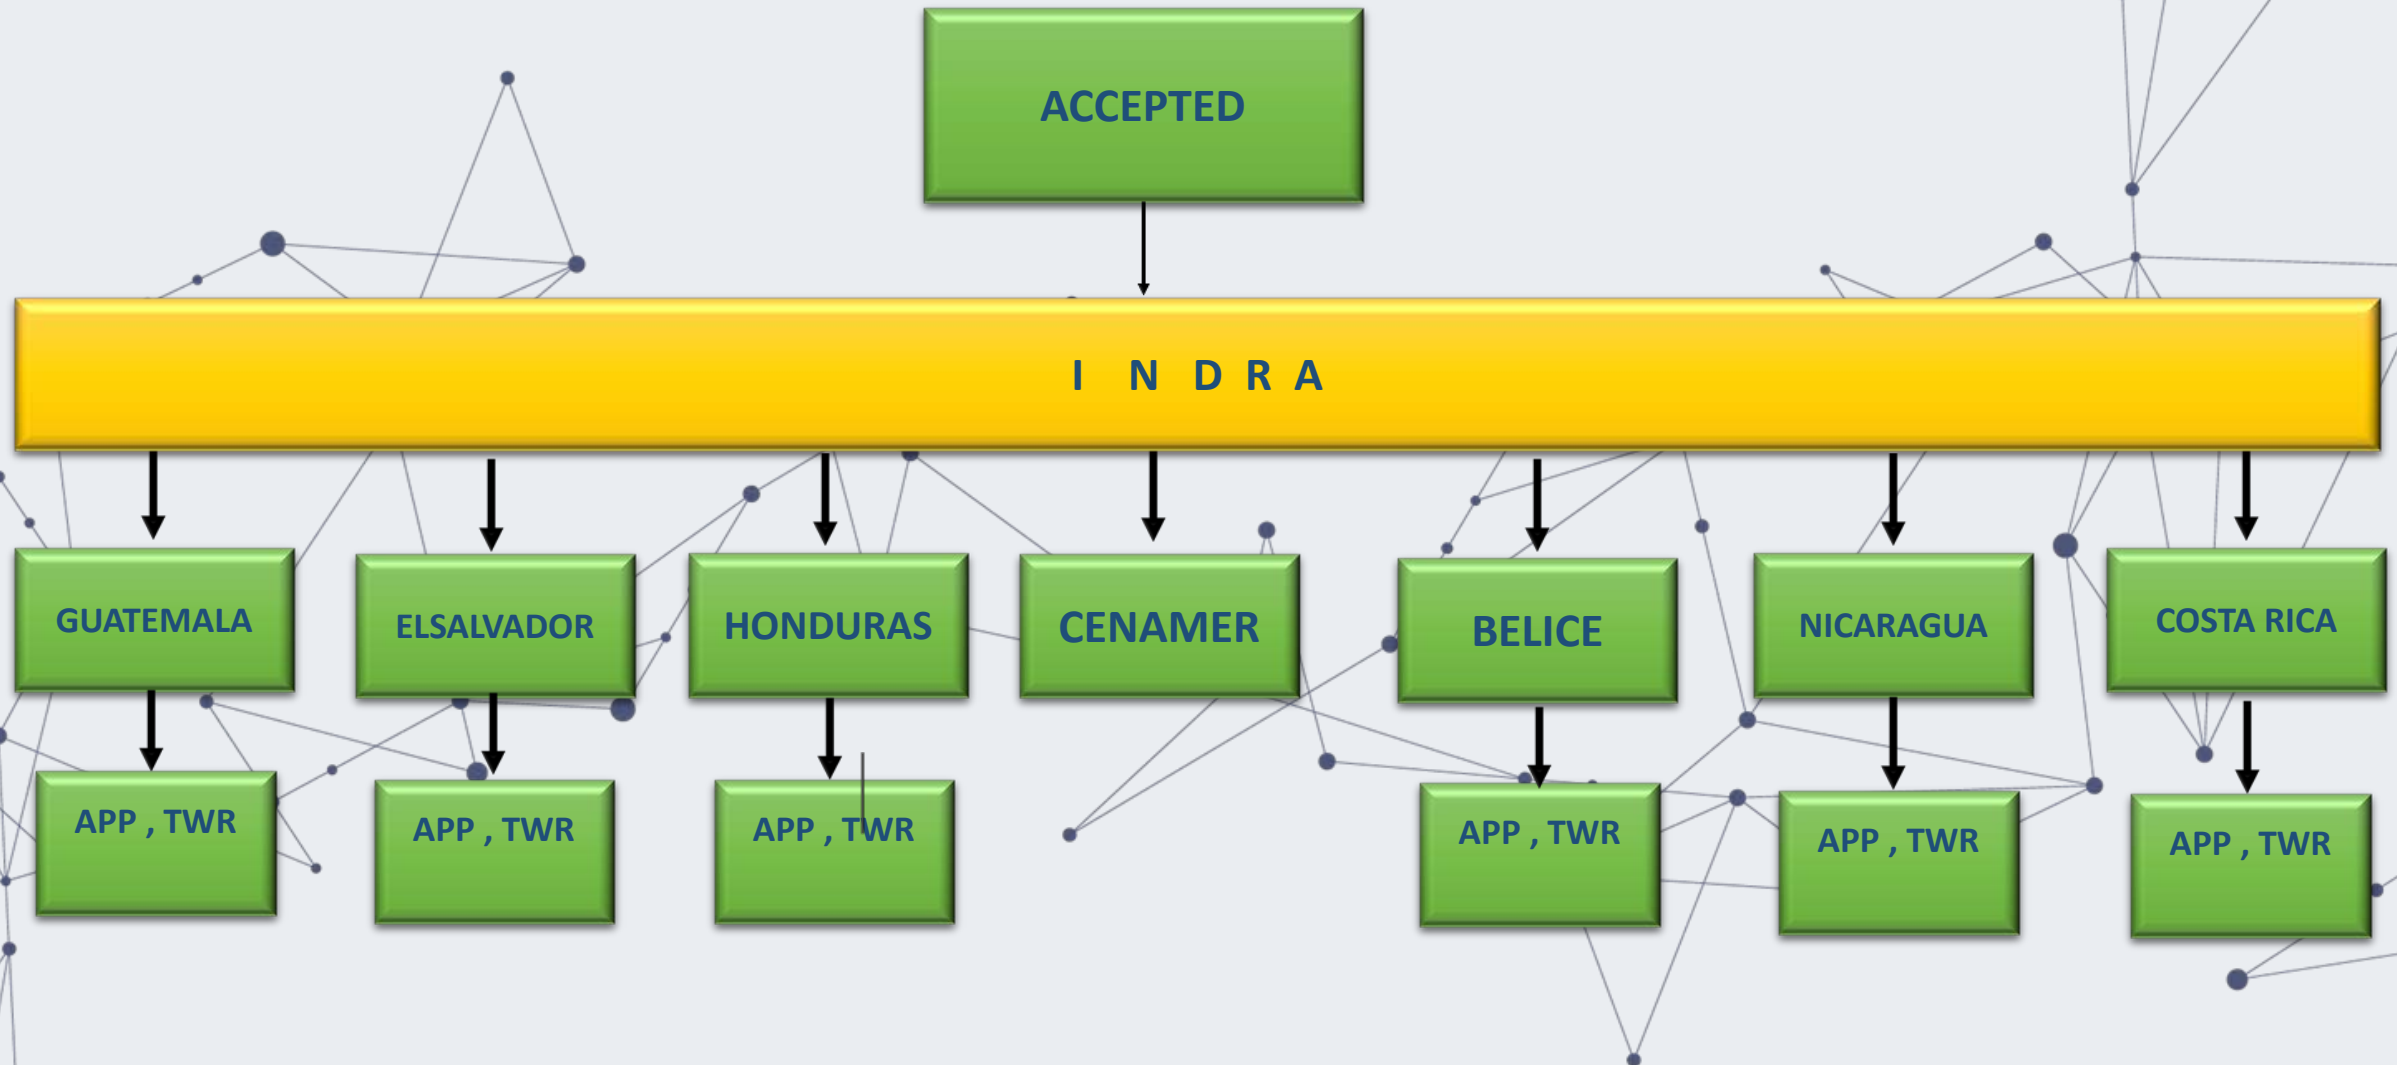 ACCEPTED
I N D R A
GUATEMALA
ELSALVADOR
HONDURAS
CENAMER
BELICE
NICARAGUA
COSTA RICA
APP , TWR
APP , TWR
APP , TWR
APP , TWR
APP , TWR
APP , TWR